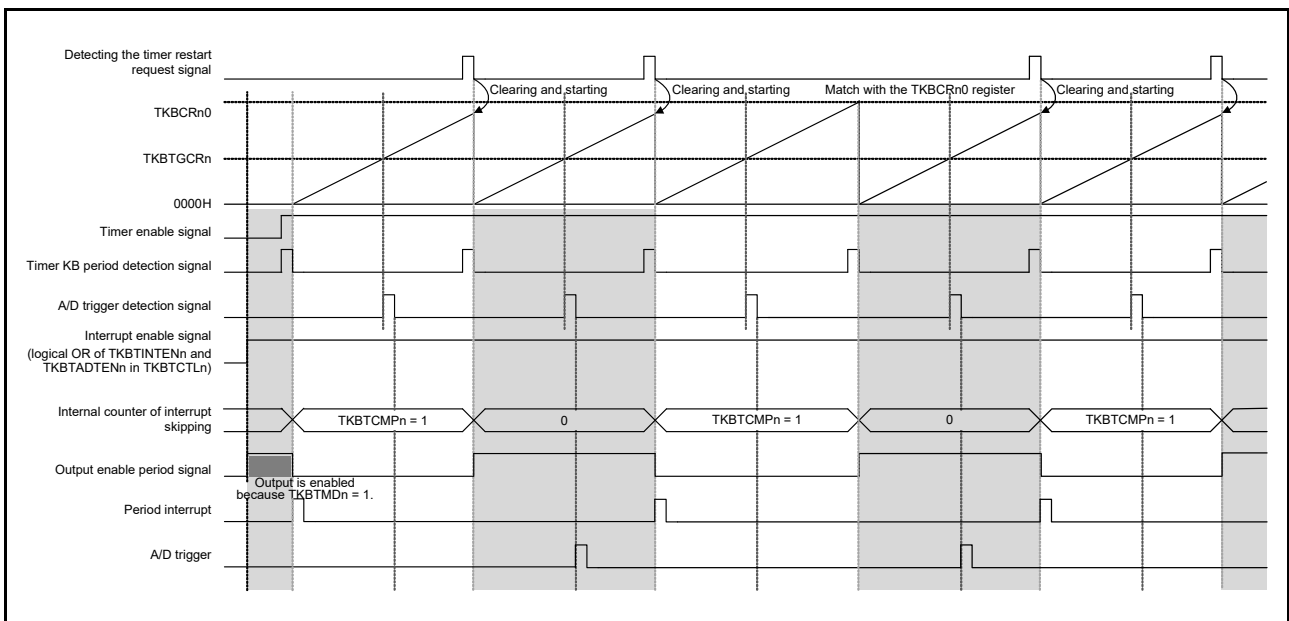 Detecting the timer restart
request signal
Clearing and starting
Clearing and starting
Match with the TKBCRn0 register
Clearing and starting
TKBCRn0
TKBTGCRn
0000H
Timer enable signal
Timer KB period detection signal
A/D trigger detection signal
Interrupt enable signal
(logical OR of TKBTINTENn and
TKBTADTENn in TKBTCTLn)
Internal counter of interrupt
skipping
TKBTCMPn = 1
0
TKBTCMPn = 1
0
TKBTCMPn = 1
Output enable period signal
Output is enabled
because TKBTMDn = 1.
Period interrupt
A/D trigger